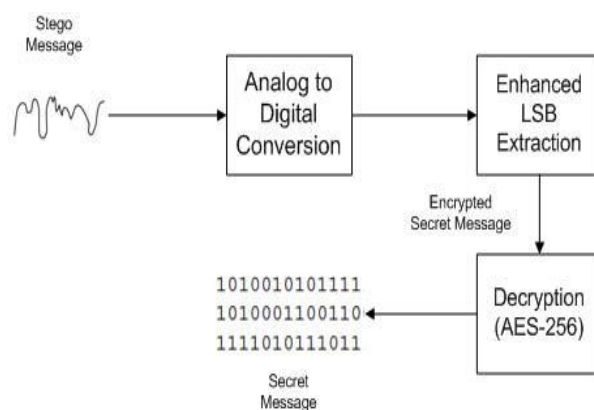 Stego
Message
Analog to
Digital
Conversion
Enhanced
LSB
Extraction
Encrypted
Secret Message
Decryption
(AES-256)
1010010101111
1010001100110
1111010111011
Secret
Message